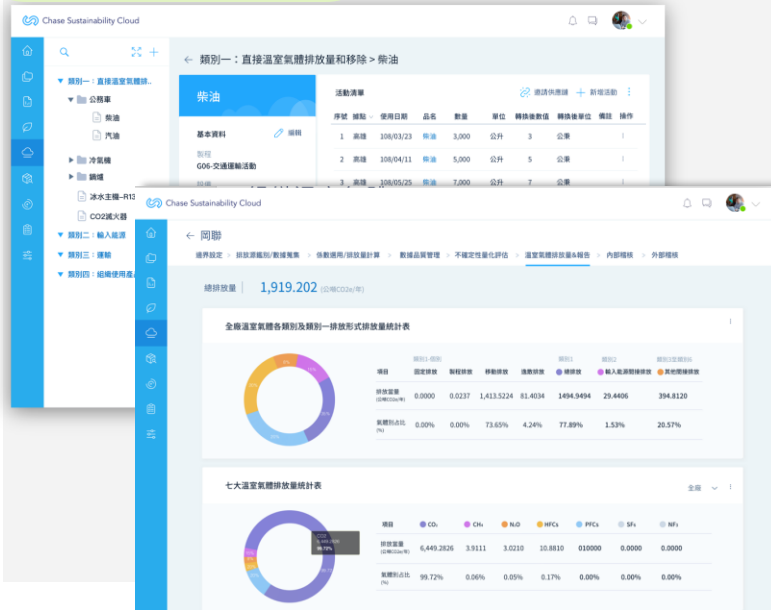 Chase Sustainability Cloud
← 類別一：直接溫室氣體排放量和移除 > 柴油
類別一：直接溫室氣體排..
公務車
柴油
汽油
冷氣機
鍋爐
冰水主機-R13
CO2滅火器
類別二：輸入能源
類別三：運輸
類別四：組織使用產
柴油
基本資料
編輯
製程
G06-交通運輸活動
活動清單 邀請供應鏈 新增活動
序號 據點 使用日期 品名 數量 單位 轉換後數值 轉換後單位 備註 操作
1 高雄 108/03/23 柴油 3,000 公升 3 公秉
2 高雄 108/04/11 柴油 5,000 公升 5 公秉
3 高雄 108/05/25 柴油 7,000 公升 7 公秉
Chase Sustainability Cloud
← 岡聯
邊界設定 > 排放源鑑別/數據蒐集 > 係數選用/排放量計算 > 數據品質管理 > 不確定性量化評估 > 溫室氣體排放量&報告 > 內部稽核 > 外部稽核
總排放量 1,919.202 (公噸CO2e/年)
全廠溫室氣體各類別及類別一排放形式排放量統計表
類別1-個別 類別1 類別2 類別3至類別6
項目 固定排放 製程排放 移動排放 逸散排放 總排放 輸入能源間接排放 其他間接排放
排放當量 0.0000 0.0237 1,413.5224 81.4034 1494.9494 29.4406 394.8120
(公噸CO2e/年)
氣體別占比 0.00% 0.00% 73.65% 4.24% 77.89% 1.53% 20.57%
(%)
七大溫室氣體排放量統計表
全廠
項目 CO₂ CH₄ N₂O HFCs PFCs SF₆ NF₃
排放當量 6,449.2826 3.9111 3.0210 10.8810 010000 0.0000 0.0000
(公噸CO2e/年)
氣體別占比 99.72% 0.06% 0.05% 0.17% 0.00% 0.00% 0.00%
(%)
CO2